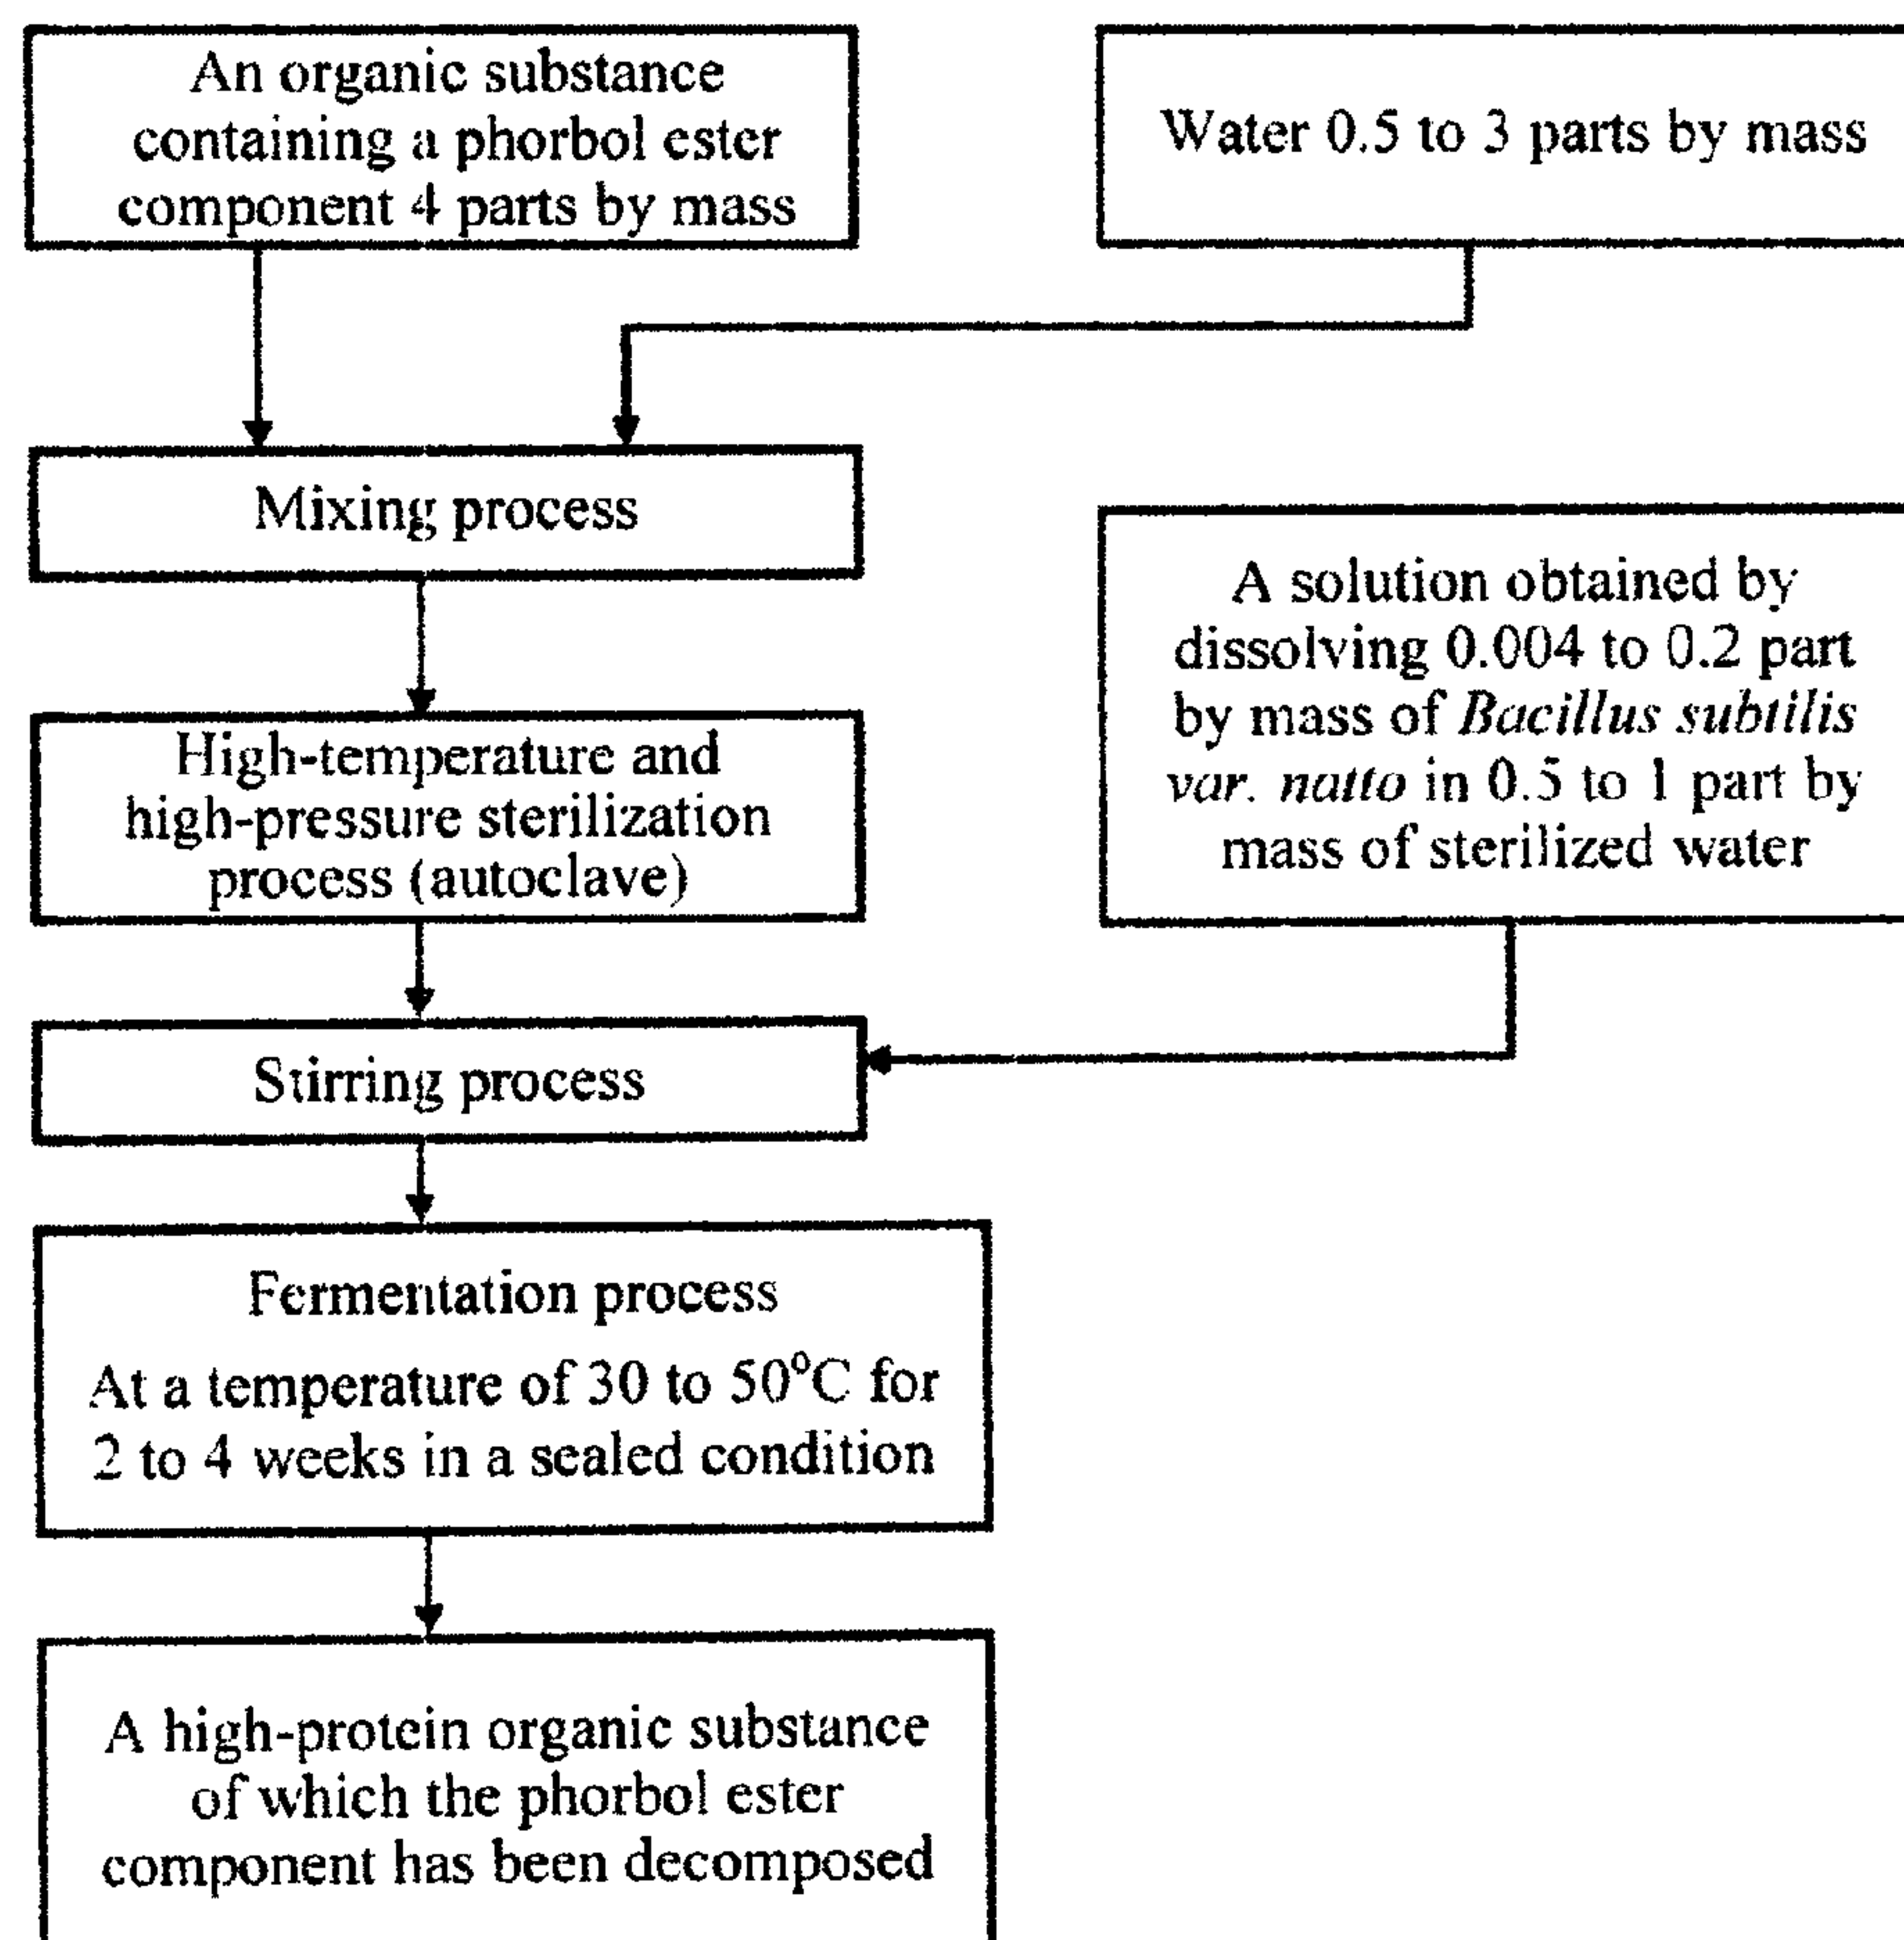 An organic substance
containing a phorbol ester
component 4 parts by mass
Water 0.5 to 3 parts by mass
Mixing process
High-temperature and
high-pressure sterilization
process (autoclave)
A solution obtained by
dissolving 0.004 to 0.2 part
by mass of Bacillus subtilis
var. natto in 0.5 to 1 part by
mass of sterilized water
Stirring process
Fermentation process
At a temperature of 30 to 50°C for
2 to 4 weeks in a sealed condition
A high-protein organic substance
of which the phorbol ester
component has been decomposed